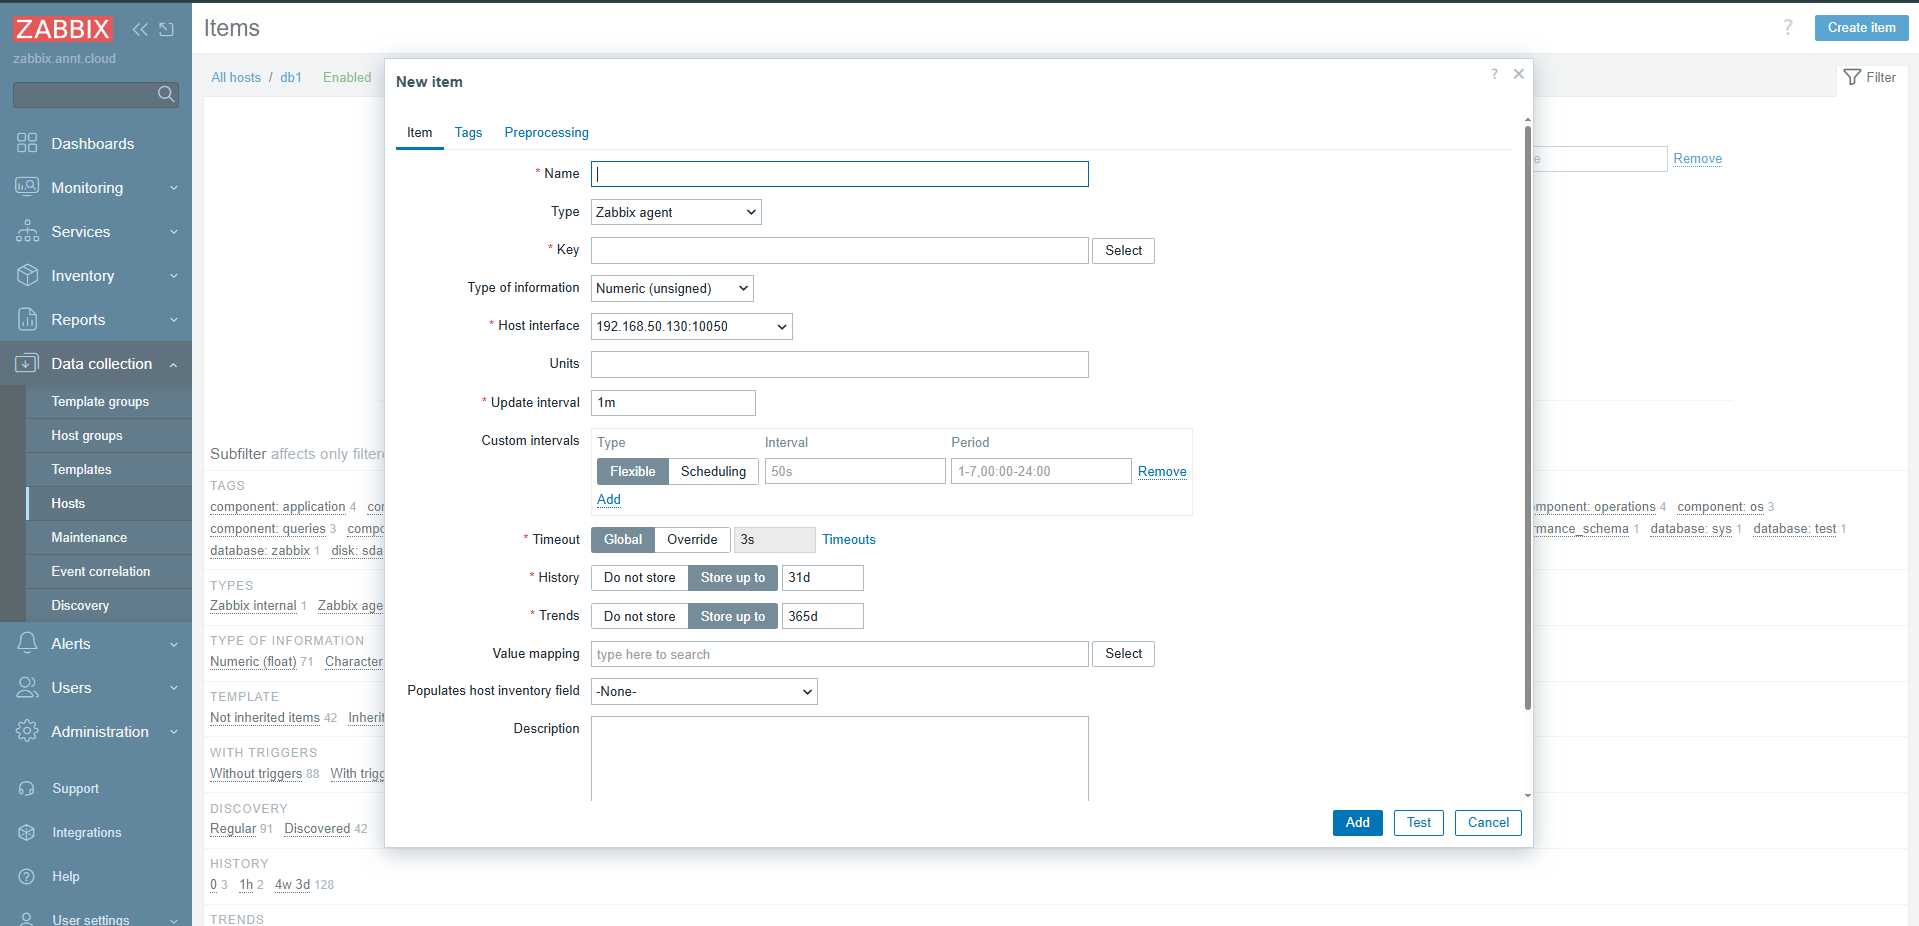 ZABBIX
zabbix.annt.cloud
Dashboards
Monitoring
Services
Inventory
Reports
Data collection
Template groups
Host groups
Templates
Hosts
Maintenance
Event correlation
Discovery
Alerts
Users
Administration
Support
Integrations
Help
User settings
Items
? Create item
All hosts / db1 Enabled
Filter
Remove
Subfilter affects only filter
TAGS
component: application 4
component: queries 3
database: zabbix 1 disk: sda
component: os 3
database: sys 1 database: test 1
TYPES
Zabbix internal 1 Zabbix age
TYPE OF INFORMATION
Numeric (float) 71 Character
TEMPLATE
Not inherited items 42 Inherit
WITH TRIGGERS
Without triggers 88 With trigg
DISCOVERY
Regular 91 Discovered 42
HISTORY
0 3 1h 2 4w 3d 128
TRENDS
New item
?
Item Tags Preprocessing
* Name
Type Zabbix agent
* Key Select
Type of information Numeric (unsigned)
* Host interface 192.168.50.130:10050
Units
* Update interval 1m
Custom intervals Type Interval Period
Flexible Scheduling 50s 1-7,00:00-24:00 Remove
Add
* Timeout Global Override 3s Timeouts
* History Do not store Store up to 31d
* Trends Do not store Store up to 365d
Value mapping type here to search Select
Populates host inventory field -None-
Description
Add Test Cancel